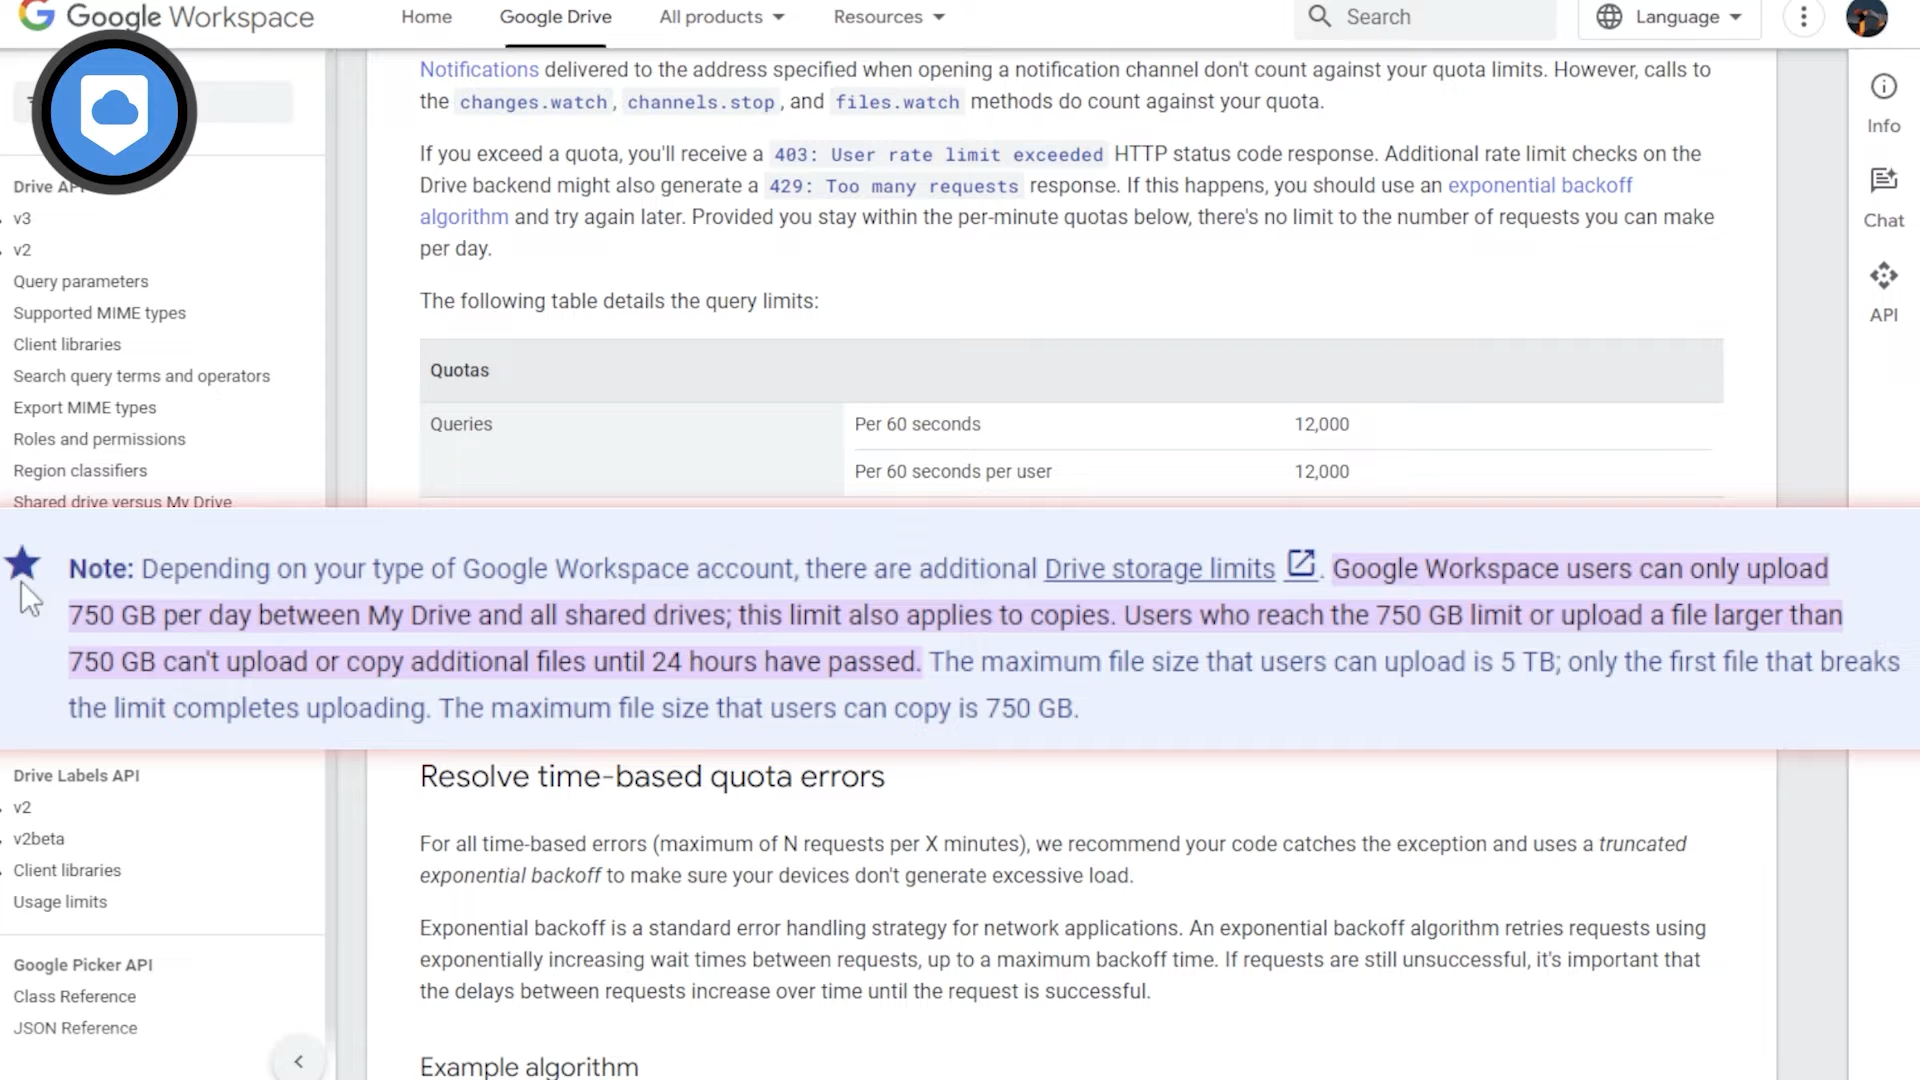 Google Workspace
Home
Google Drive
All products
Resources
Search
Language
Notifications delivered to the address specified when opening a notification channel don't count against your quota limits. However, calls to
the changes.watch, channels.stop, and files.watch methods do count against your quota.
If you exceed a quota, you'll receive a 403: User rate limit exceeded HTTP status code response. Additional rate limit checks on the
Drive backend might also generate a 429: Too many requests response. If this happens, you should use an exponential backoff
algorithm and try again later. Provided you stay within the per-minute quotas below, there's no limit to the number of requests you can make
per day.
The following table details the query limits:
Quotas
Queries
Per 60 seconds
12,000
Per 60 seconds per user
12,000
Info
Chat
API
Drive API
v3
v2
Query parameters
Supported MIME types
Client libraries
Search query terms and operators
Export MIME types
Roles and permissions
Region classifiers
Shared drive versus My Drive
Note: Depending on your type of Google Workspace account, there are additional Drive storage limits. Google Workspace users can only upload
750 GB per day between My Drive and all shared drives; this limit also applies to copies. Users who reach the 750 GB limit or upload a file larger than
750 GB can't upload or copy additional files until 24 hours have passed. The maximum file size that users can upload is 5 TB; only the first file that breaks
the limit completes uploading. The maximum file size that users can copy is 750 GB.
Drive Labels API
v2
v2beta
Client libraries
Usage limits
Google Picker API
Class Reference
JSON Reference
Resolve time-based quota errors
For all time-based errors (maximum of N requests per X minutes), we recommend your code catches the exception and uses a truncated
exponential backoff to make sure your devices don't generate excessive load.
Exponential backoff is a standard error handling strategy for network applications. An exponential backoff algorithm retries requests using
exponentially increasing wait times between requests, up to a maximum backoff time. If requests are still unsuccessful, it's important that
the delays between requests increase over time until the request is successful.
Example algorithm